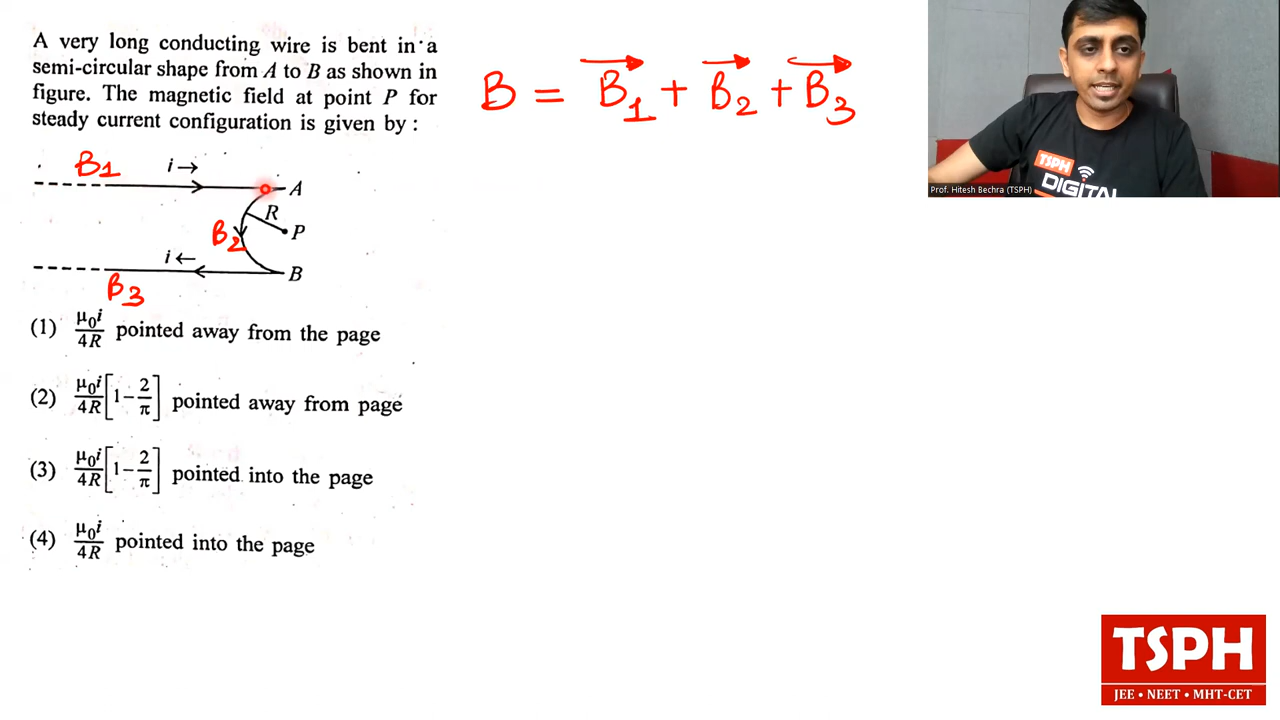 A very long conducting wire is bent in a
semi-circular shape from A to B as shown in
figure. The magnetic field at point P for
steady current configuration is given by :
B = B1 + B2 + B3
B1
i→
A
R
P
B2
i←
B
B3
(1) μ0i/4R pointed away from the page
(2) μ0i/4R [1 − 2/π] pointed away from page
(3) μ0i/4R [1 − 2/π] pointed into the page
(4) μ0i/4R pointed into the page
TSPH
DIGITAL
Prof. Hitesh Bechra (TSPH)
TSPH
JEE • NEET • MHT-CET